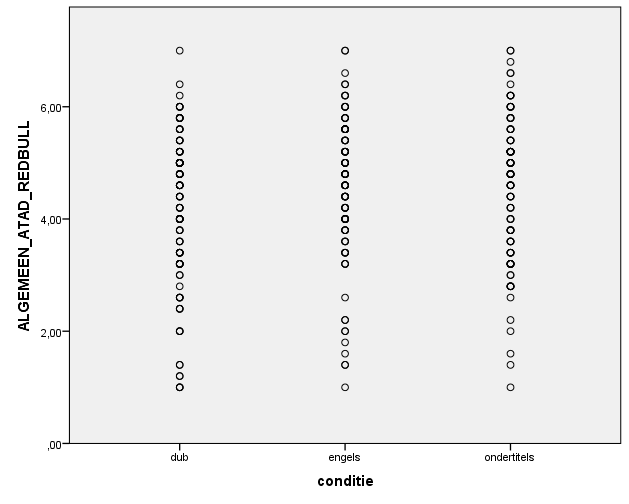 ALGEMEEN_ATAD_REDBULL
6,00
4,00
2,00
,00
dub engels ondertitels
conditie